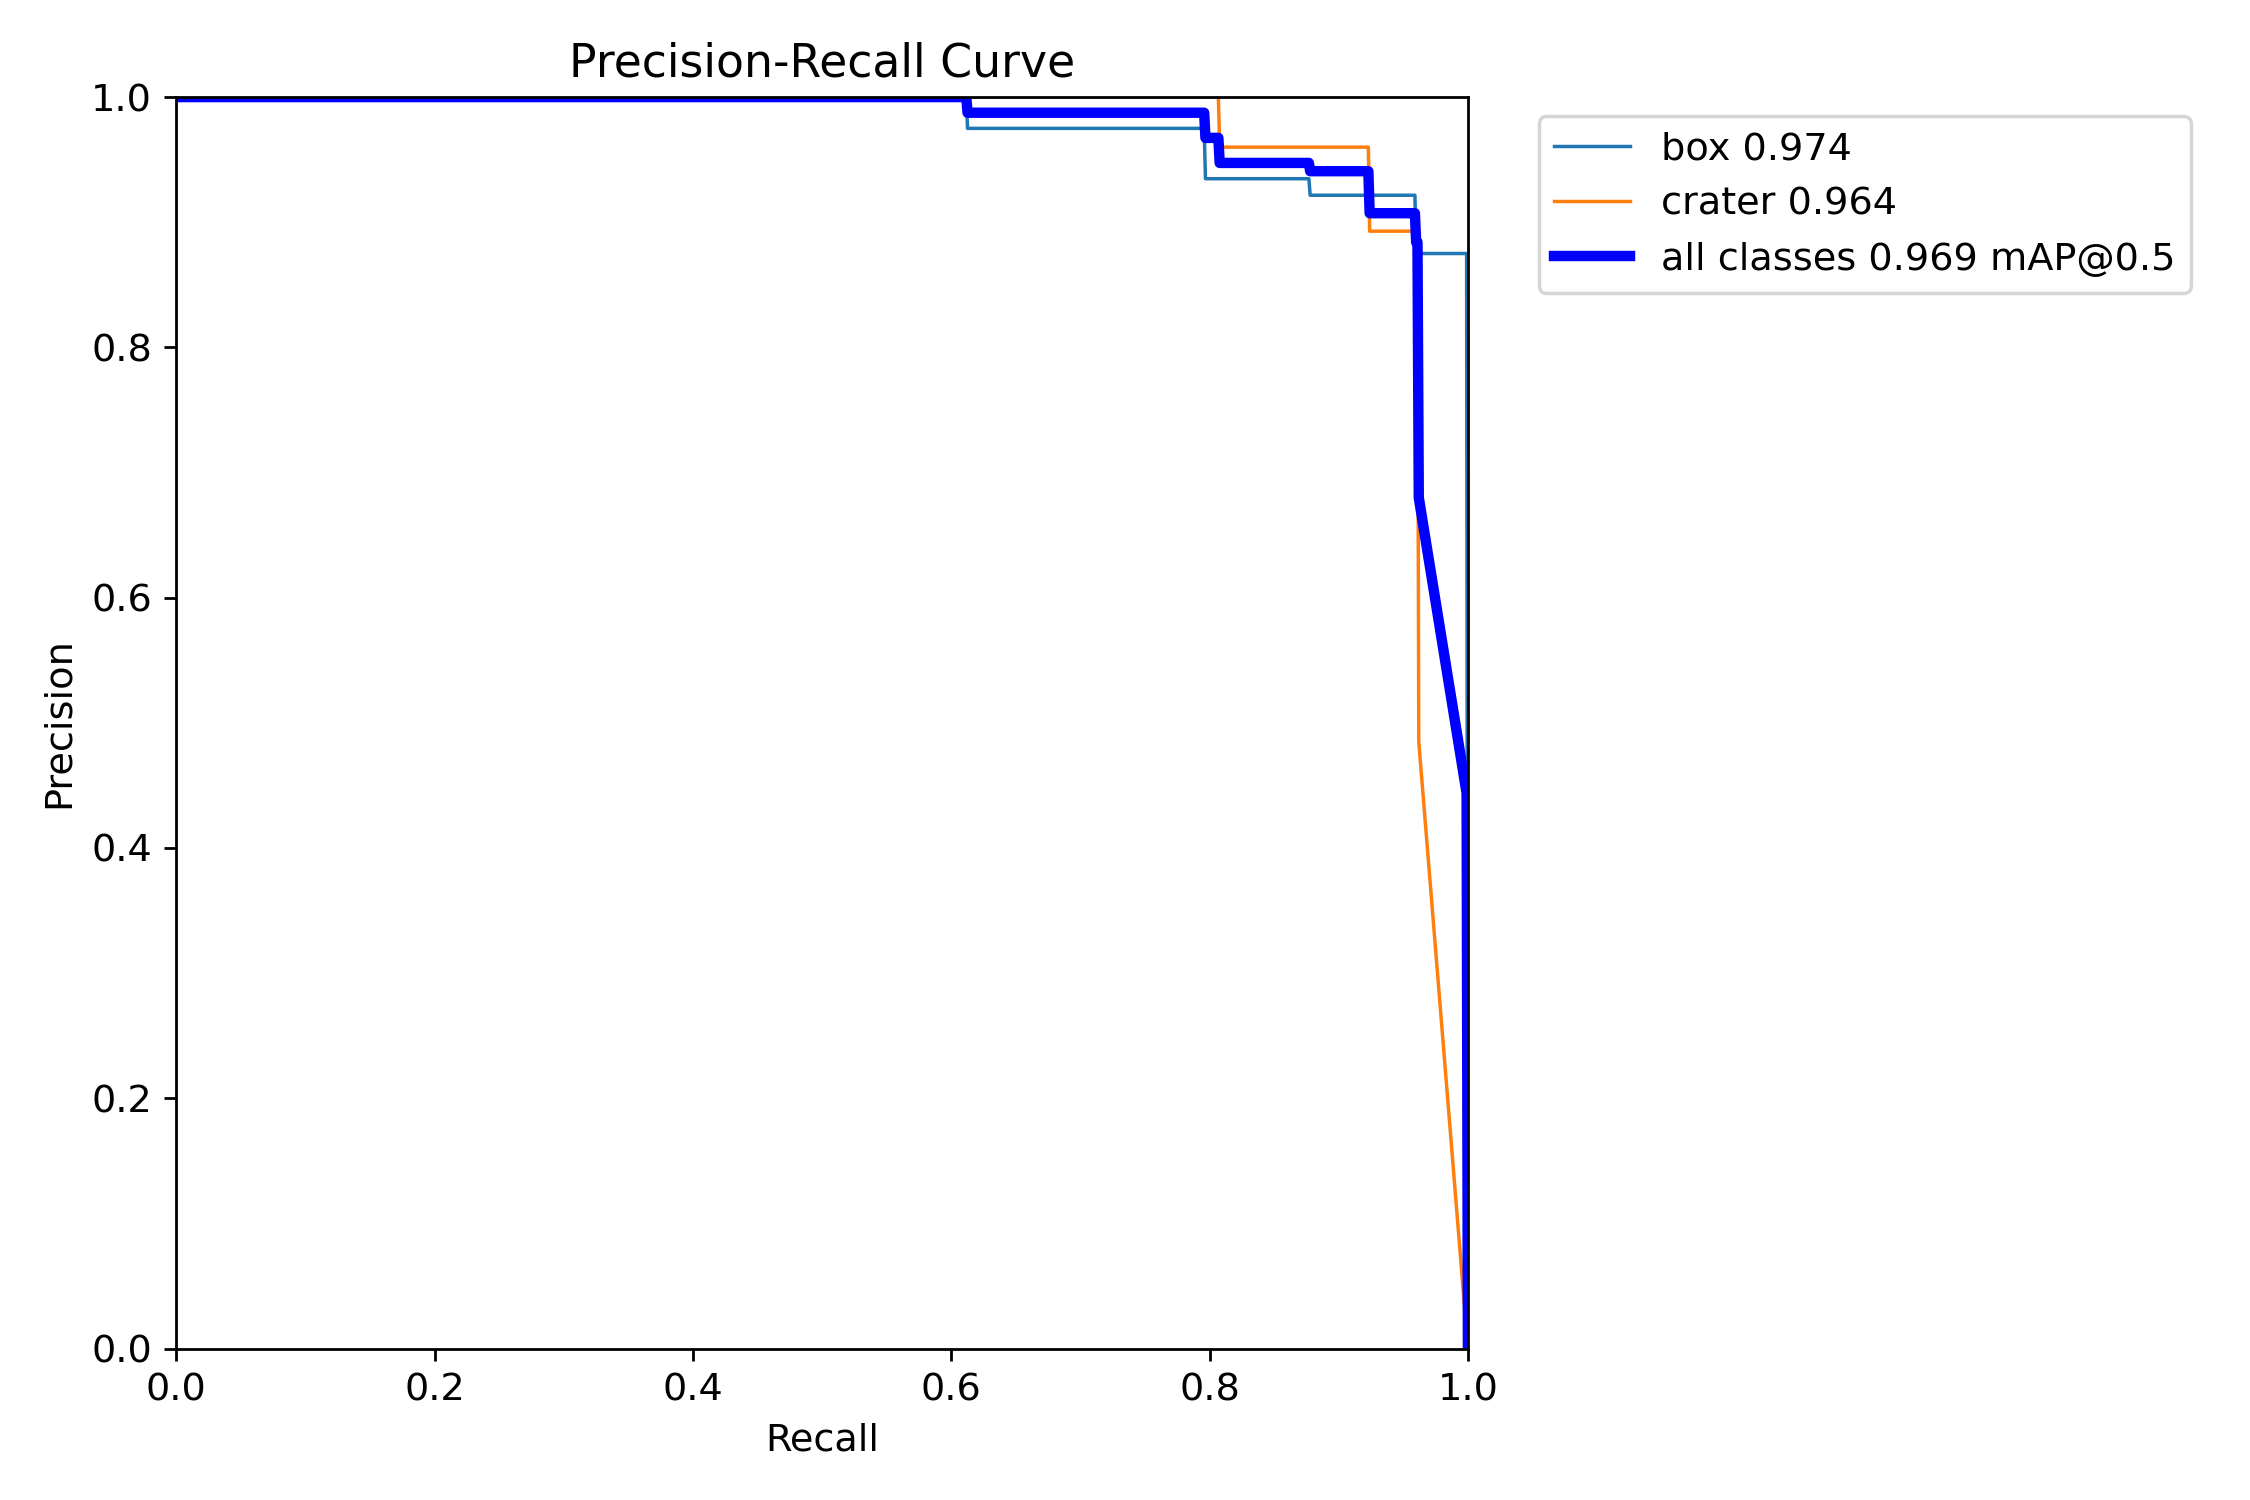 Precision-Recall Curve
1.0
0.8
0.6
0.4
0.2
0.0
Precision
0.0 0.2 0.4 0.6 0.8 1.0
Recall
box 0.974
crater 0.964
all classes 0.969 mAP@0.5